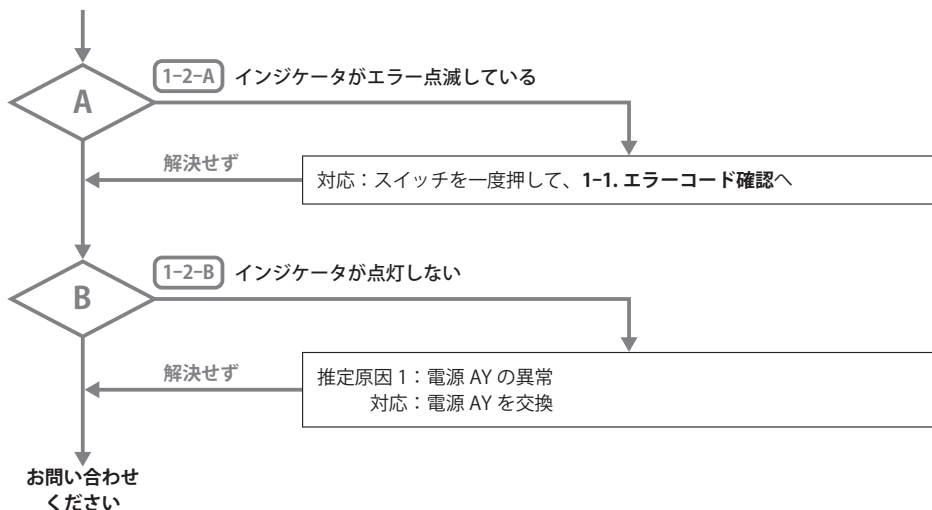 1-2-A インジケータがエラー点滅している
A
解決せず
対応：スイッチを一度押して、1-1. エラーコード確認へ
1-2-B インジケータが点灯しない
B
解決せず
推定原因 1：電源 AY の異常
対応：電源 AY を交換
お問い合わせ
ください